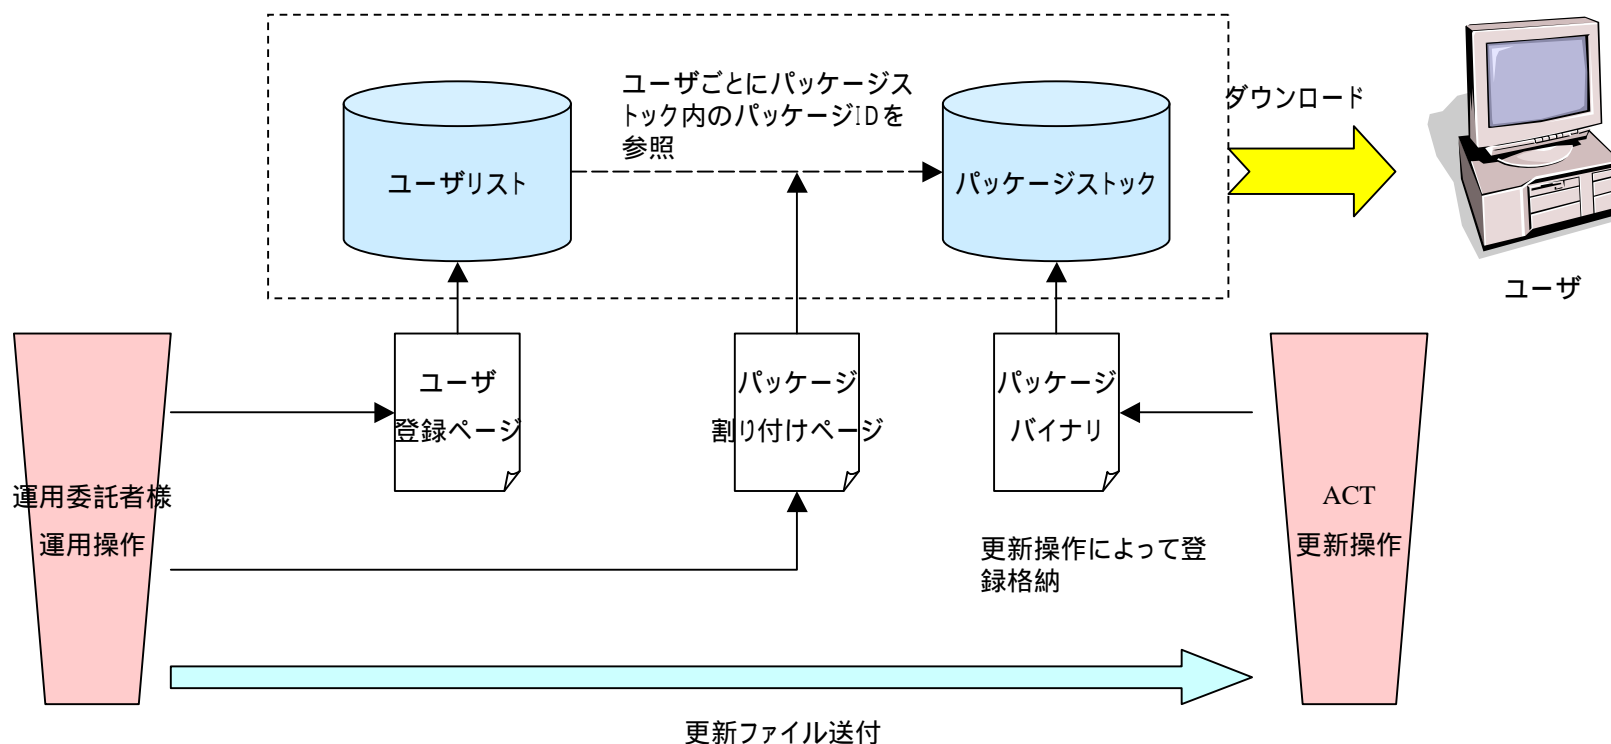 ユーザごとにパッケージス
トック内のパッケージIDを
参照
ダウンロード
ユーザリスト
パッケージストック
ユーザ
ユーザ
登録ページ
パッケージ
割り付けページ
パッケージ
バイナリ
運用委託者様
運用操作
ACT
更新操作
更新操作によって登
録格納
更新ファイル送付